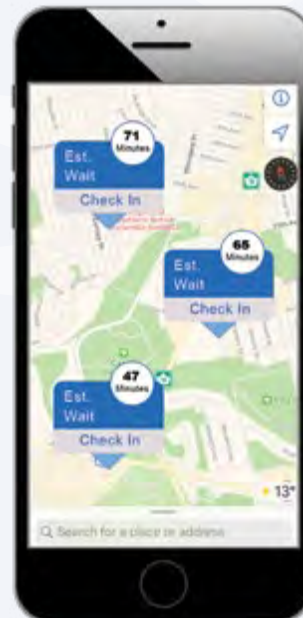 71
Minutes
Est.
Wait
Check In
65
Minutes
Est.
Wait
Check In
47
Minutes
Est.
Wait
Check In
13°
Search for a place or address